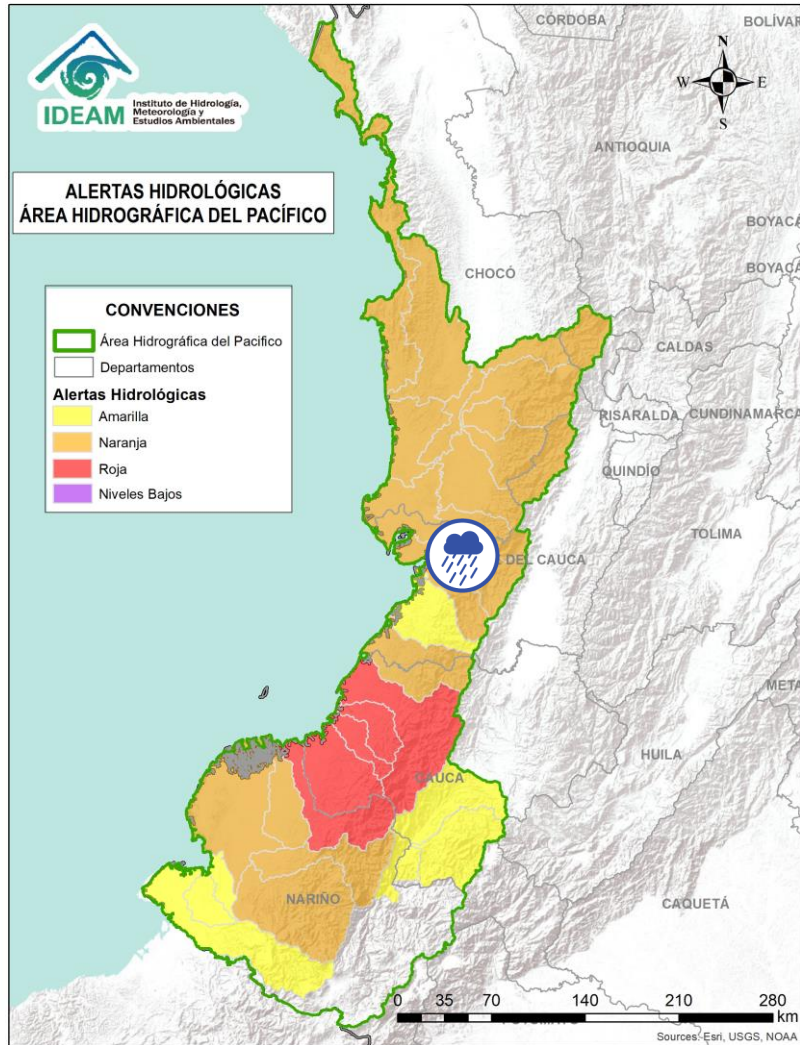 IDEAM
Instituto de Hidrología,
Meteorología y
Estudios Ambientales
CÓRDOBA
BOLÍVAR
N
W
E
S
ANTIOQUIA
ALERTAS HIDROLÓGICAS
ÁREA HIDROGRÁFICA DEL PACÍFICO
BOYACÁ
CHOCÓ
BOYACÁ
CONVENCIONES
Área Hidrográfica del Pacifico
Departamentos
Alertas Hidrológicas
Amarilla
Naranja
Roja
Niveles Bajos
CALDAS
RISARALDA
CUNDINAMARCA
QUINDÍO
TOLIMA
DEL CAUCA
META
HUILA
CAUCA
NARIÑO
CAQUETÁ
0 35 70 140 210 280
km
Sources: Esri, USGS, NOAA